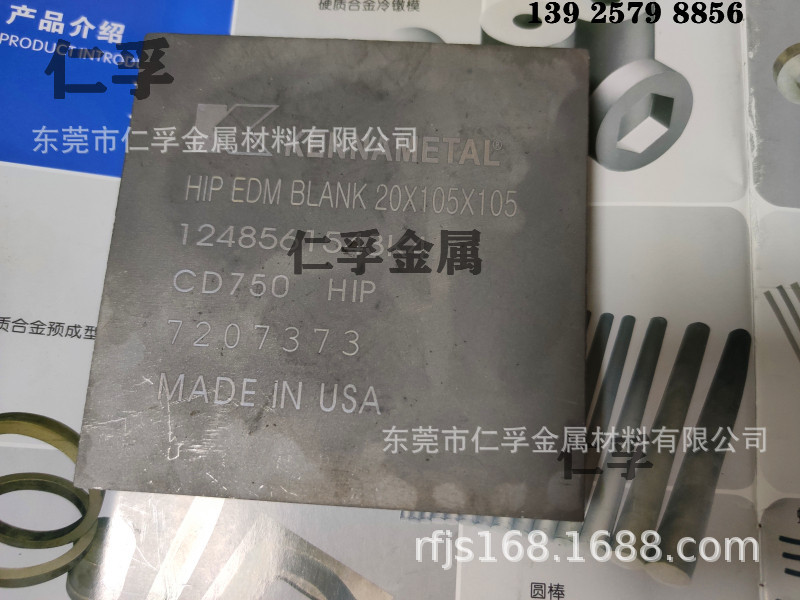 硬质合金冷镦模
139 2579 8856
产品介绍
PRODUCT INTRODU
仁孚
东莞市仁孚金属材料有限公司
KENNAMETAL
HIP EDM BLANK 20X105X105
仁孚金属
CD750 HIP
7207373
MADE IN USA
质合金预成型
东莞市仁孚金属材料有限公司
仁孚
rfjs168.1688.com
圆棒